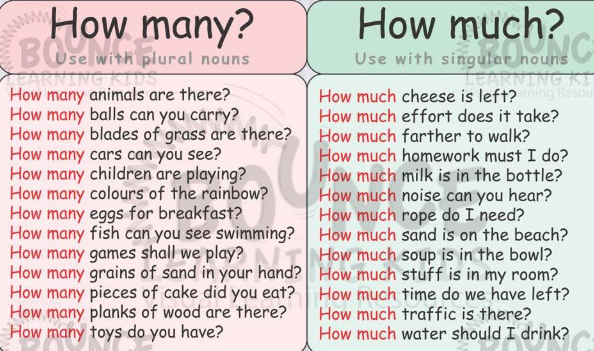 How many?
Use with plural nouns
How many animals are there?
How many balls can you carry?
How many blades of grass are there?
How many cars can you see?
How many children are playing?
How many colours of the rainbow?
How many eggs for breakfast?
How many fish can you see swimming?
How many games shall we play?
How many grains of sand in your hand?
How many pieces of cake did you eat?
How many planks of wood are there?
How many toys do you have?
How much?
Use with singular nouns
How much cheese is left?
How much effort does it take?
How much farther to walk?
How much homework must I do?
How much milk is in the bottle?
How much noise can you hear?
How much rope do I need?
How much sand is on the beach?
How much soup is in the bowl?
How much stuff is in my room?
How much time do we have left?
How much traffic is there?
How much water should I drink?
BOUNCE
LEARNING KIDS